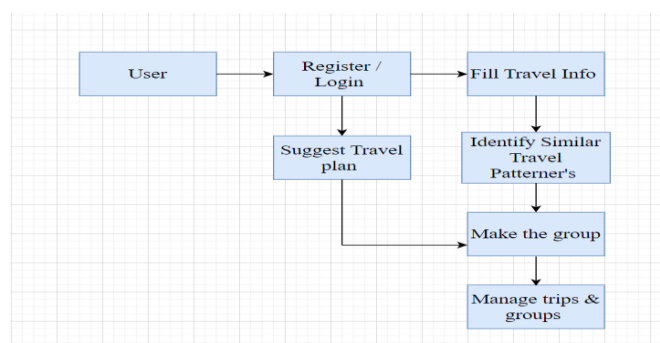 User
Register /
Login
Fill Travel Info
Suggest Travel
plan
Identify Similar
Travel
Patterner's
Make the group
Manage trips &
groups